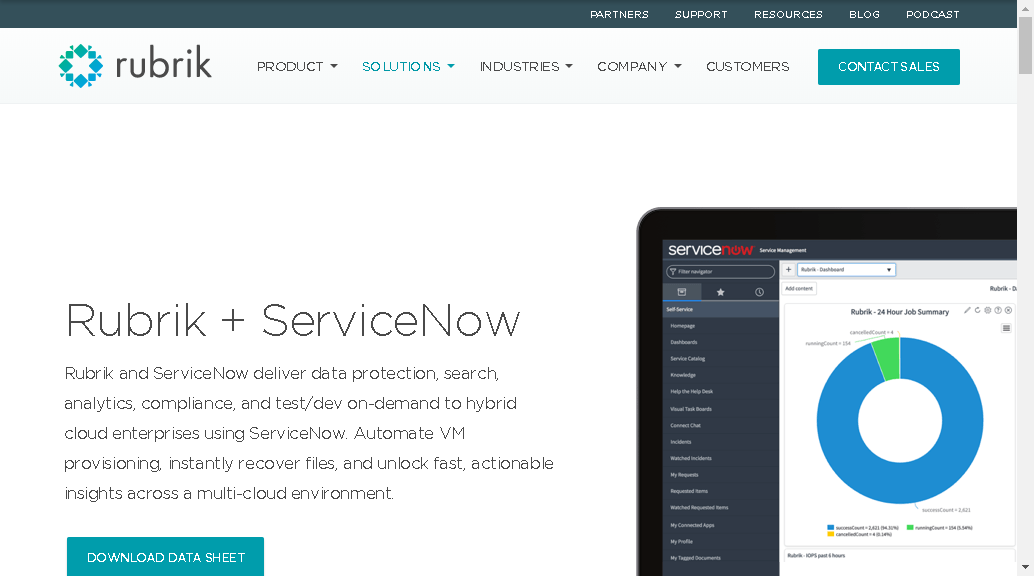 PARTNERS SUPPORT RESOURCES BLOG PODCAST
rubrik PRODUCT SOLUTIONS INDUSTRIES COMPANY CUSTOMERS CONTACT SALES
Rubrik + ServiceNow
Rubrik and ServiceNow deliver data protection, search,
analytics, compliance, and test/dev on-demand to hybrid
cloud enterprises using ServiceNow. Automate VM
provisioning, instantly recover files, and unlock fast, actionable
insights across a multi-cloud environment.
DOWNLOAD DATA SHEET
servicenow Service Management
Filter navigator
Self-Service
Homepage
Dashboards
Service Catalog
Knowledge
Help the Help Desk
Visual Task Boards
Connect Chat
Incidents
Watched Incidents
My Requests
Requested Items
Watched Requested Items
My Connected Apps
My Profile
My Tagged Documents
+ Rubrik - Dashboard
Add content
Rubrik - Da
Rubrik - 24 Hour Job Summary
cancelledCount = 4
runningCount = 154
successCount = 2,621
successCount = 2,621 (94.31%) runningCount = 154 (5.54%)
cancelledCount = 4 (0.14%)
Rubrik - IOPS past 6 hours